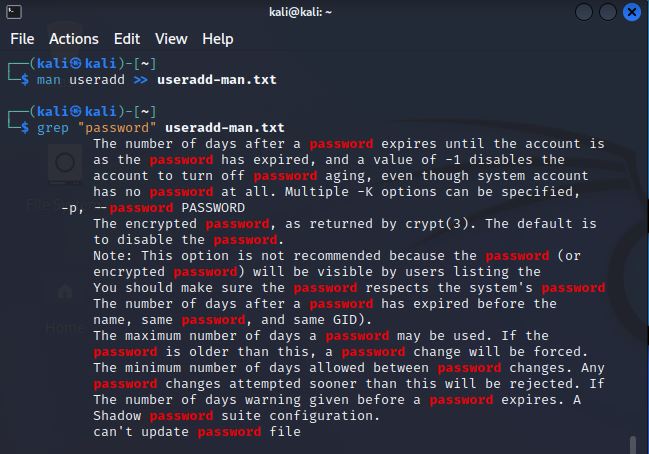 kali@kali: ~
File Actions Edit View Help
┌──(kali㉿kali)-[~]
└─$ man useradd >> useradd-man.txt
┌──(kali㉿kali)-[~]
└─$ grep "password" useradd-man.txt
The number of days after a password expires until the account is
as the password has expired, and a value of -1 disables the
account to turn off password aging, even though system account
has no password at all. Multiple -K options can be specified,
-p, --password PASSWORD
The encrypted password, as returned by crypt(3). The default is
to disable the password.
Note: This option is not recommended because the password (or
encrypted password) will be visible by users listing the
You should make sure the password respects the system's password
The number of days after a password has expired before the
name, same password, and same GID).
The maximum number of days a password may be used. If the
password is older than this, a password change will be forced.
The minimum number of days allowed between password changes. Any
password changes attempted sooner than this will be rejected. If
The number of days warning given before a password expires. A
Shadow password suite configuration.
can't update password file
Home